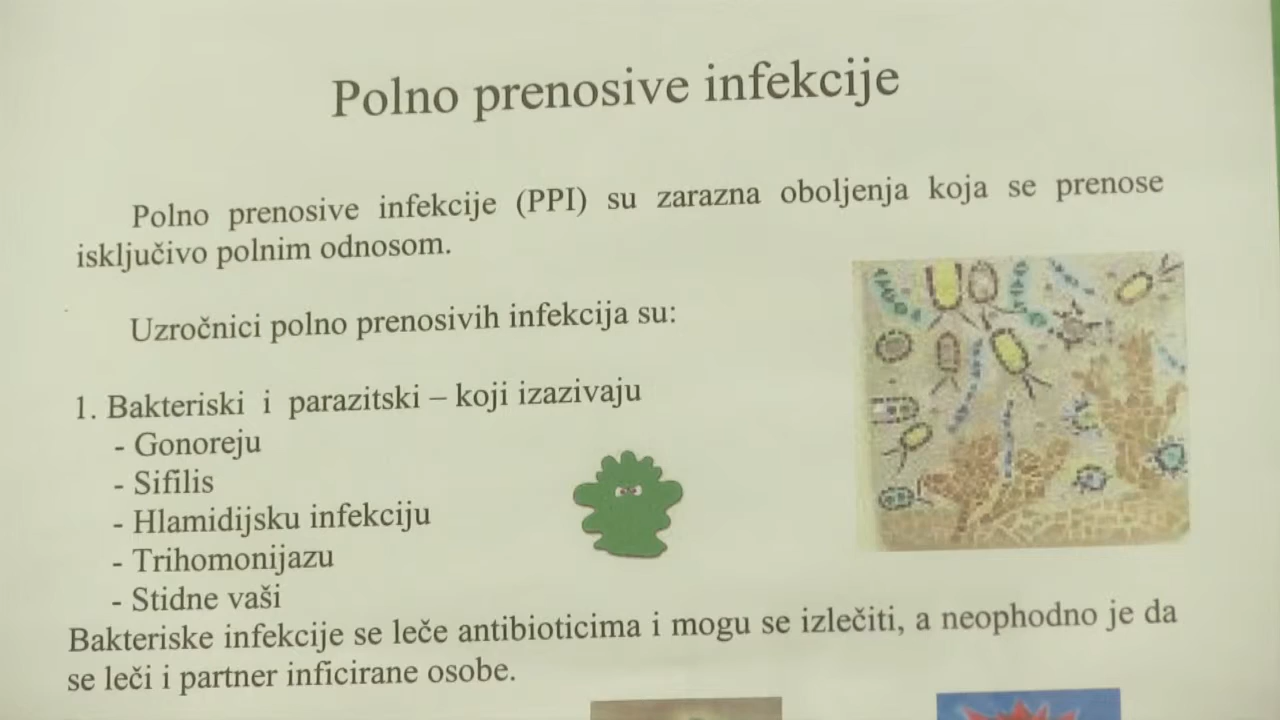 Polno prenosive infekcije
Polno prenosive infekcije (PPI) su zarazna oboljenja koja se prenose
isključivo polnim odnosom.
Uzročnici polno prenosivih infekcija su:
1. Bakteriski i parazitski – koji izazivaju
- Gonoreju
- Sifilis
- Hlamidijsku infekciju
- Trihomonijazu
- Stidne vaši
Bakteriske infekcije se leče antibioticima i mogu se izlečiti, a neophodno je da
se leči i partner inficirane osobe.